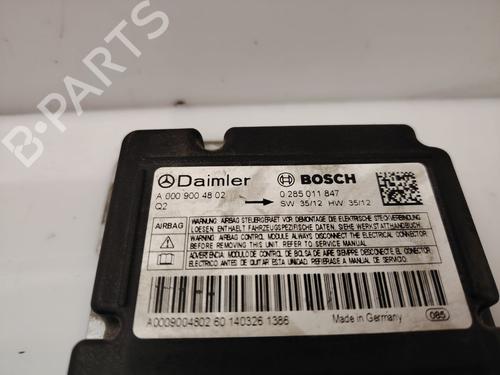 B-PARTS
Daimler
BOSCH
A 000 900 48 02
0 285 011 847
Q2
SW 35/12 HW 35/12
AIRBAG
WARNUNG: AIRBAG STEUERGERAET VOR DEMONTAGE DIE ELEKTRISCHE STECKVERBINDUNG
LOESEN. ENTHAELT FAHRZEUGSPEZIFISCHE DATEN. SIEHE WERKSTATTHANDBUCH
WARNING: AIRBAG CONTROL MODULE ALWAYS DISCONNECT THE ELECTRICAL CONNECTOR
BEFORE REMOVING THIS UNIT. REFER TO SERVICE MANUAL
ADVERTENCIA: MODULO DE CONTROL DE BOLSA DE AIRE SIEMPRE DESCONECTE EL CONECTOR
ELECTRICO ANTES DE QUITAR ESTA UNIDAD. REFIERASE A MANUAL DE SERVICIO.
A0009004802 60 140326 1386
Made in Germany
085